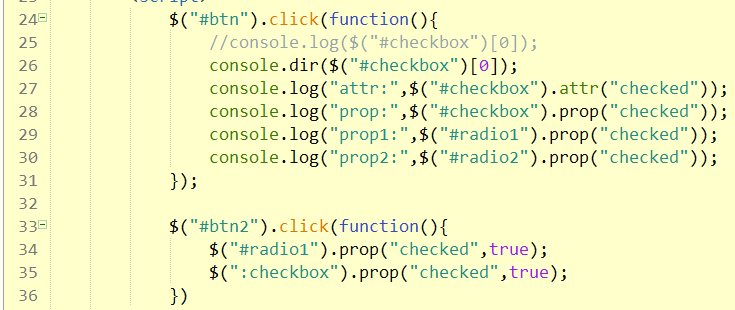 23 <script>
24 $("#btn").click(function(){
25 //console.log($("#checkbox")[0]);
26 console.dir($("#checkbox")[0]);
27 console.log("attr:",$("#checkbox").attr("checked"));
28 console.log("prop:",$("#checkbox").prop("checked"));
29 console.log("prop1:",$("#radio1").prop("checked"));
30 console.log("prop2:",$("#radio2").prop("checked"));
31 });
32
33 $("#btn2").click(function(){
34 $("#radio1").prop("checked",true);
35 $(":checkbox").prop("checked",true);
36 })